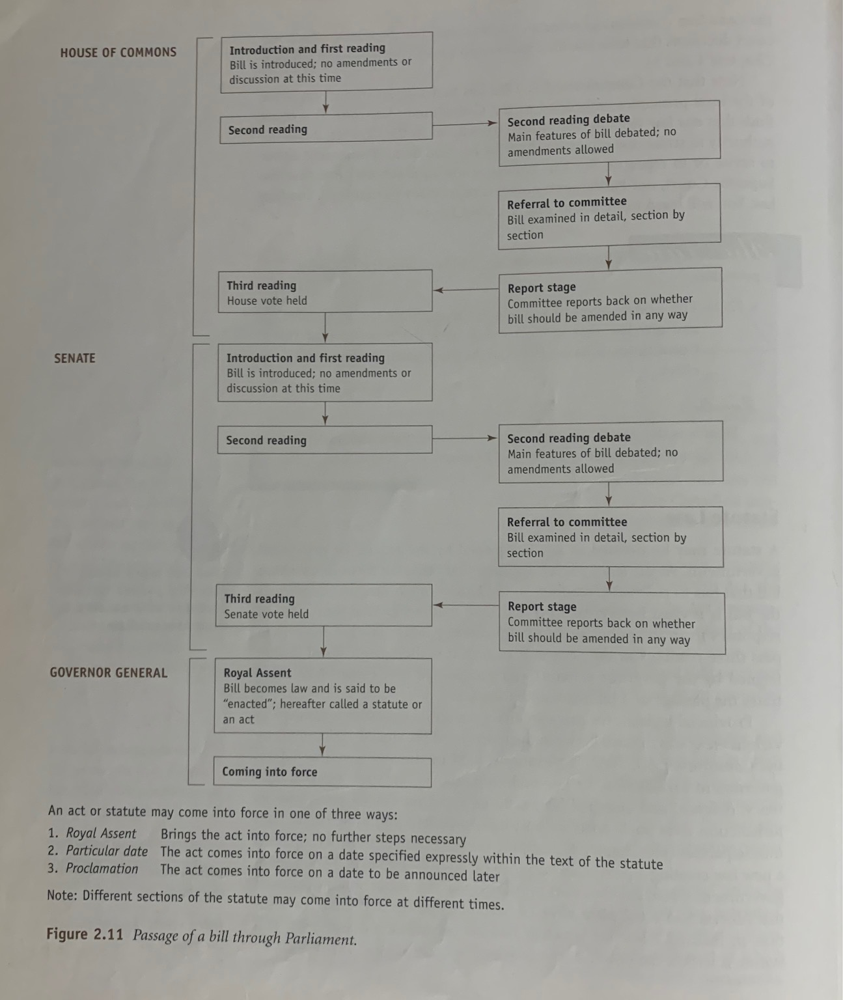 HOUSE OF COMMONS
Introduction and first reading
Bill is introduced; no amendments or
discussion at this time
Second reading
Second reading debate
Main features of bill debated; no
amendments allowed
Referral to committee
Bill examined in detail, section by
section
Report stage
Committee reports back on whether
bill should be amended in any way
Third reading
House vote held
SENATE
Introduction and first reading
Bill is introduced; no amendments or
discussion at this time
Second reading
Second reading debate
Main features of bill debated; no
amendments allowed
Referral to committee
Bill examined in detail, section by
section
Report stage
Committee reports back on whether
bill should be amended in any way
Third reading
Senate vote held
GOVERNOR GENERAL
Royal Assent
Bill becomes law and is said to be
“enacted”; hereafter called a statute or
an act
Coming into force
An act or statute may come into force in one of three ways:
1. Royal Assent Brings the act into force; no further steps necessary
2. Particular date The act comes into force on a date specified expressly within the text of the statute
3. Proclamation The act comes into force on a date to be announced later
Note: Different sections of the statute may come into force at different times.
Figure 2.11 Passage of a bill through Parliament.